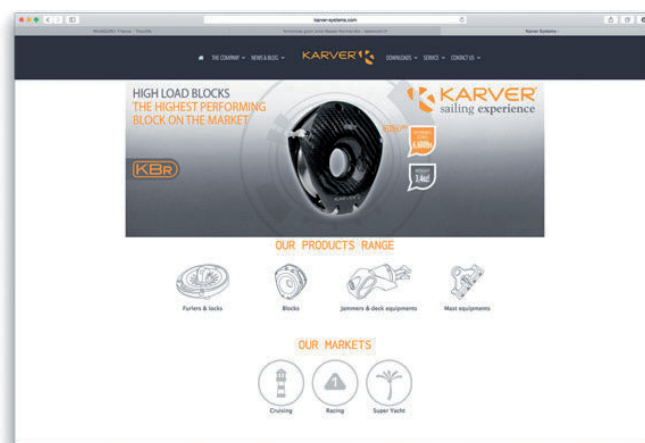 karver-systems.com
Karver Systems -
THE COMPANY NEWS & BLOG KARVER DOWNLOADS SERVICE CONTACT US
HIGH LOAD BLOCKS
THE HIGHEST PERFORMING
BLOCK ON THE MARKET
KARVER
sailing experience
KBR
KARVER
OUR PRODUCTS RANGE
Furlers & locks Blocks Jammers & deck equipments Mast equipments
OUR MARKETS
1
Cruising Racing Super Yacht